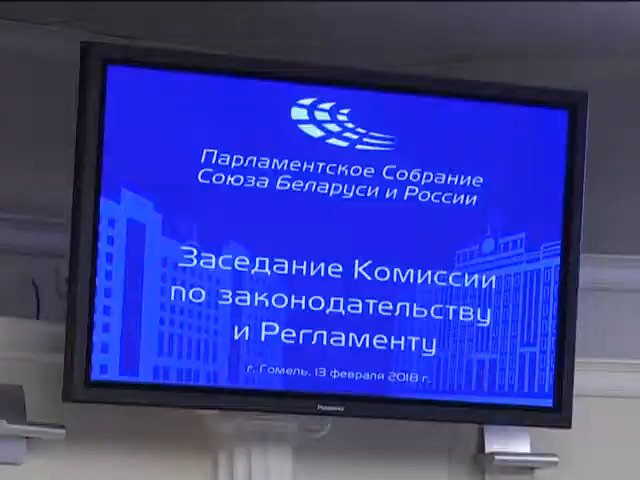 Парламентское Собрание
Союза Беларуси и России
Заседание Комиссии
по законодательству
и Регламенту
г. Гомель, 13 февраля 2018 г.
Panasonic